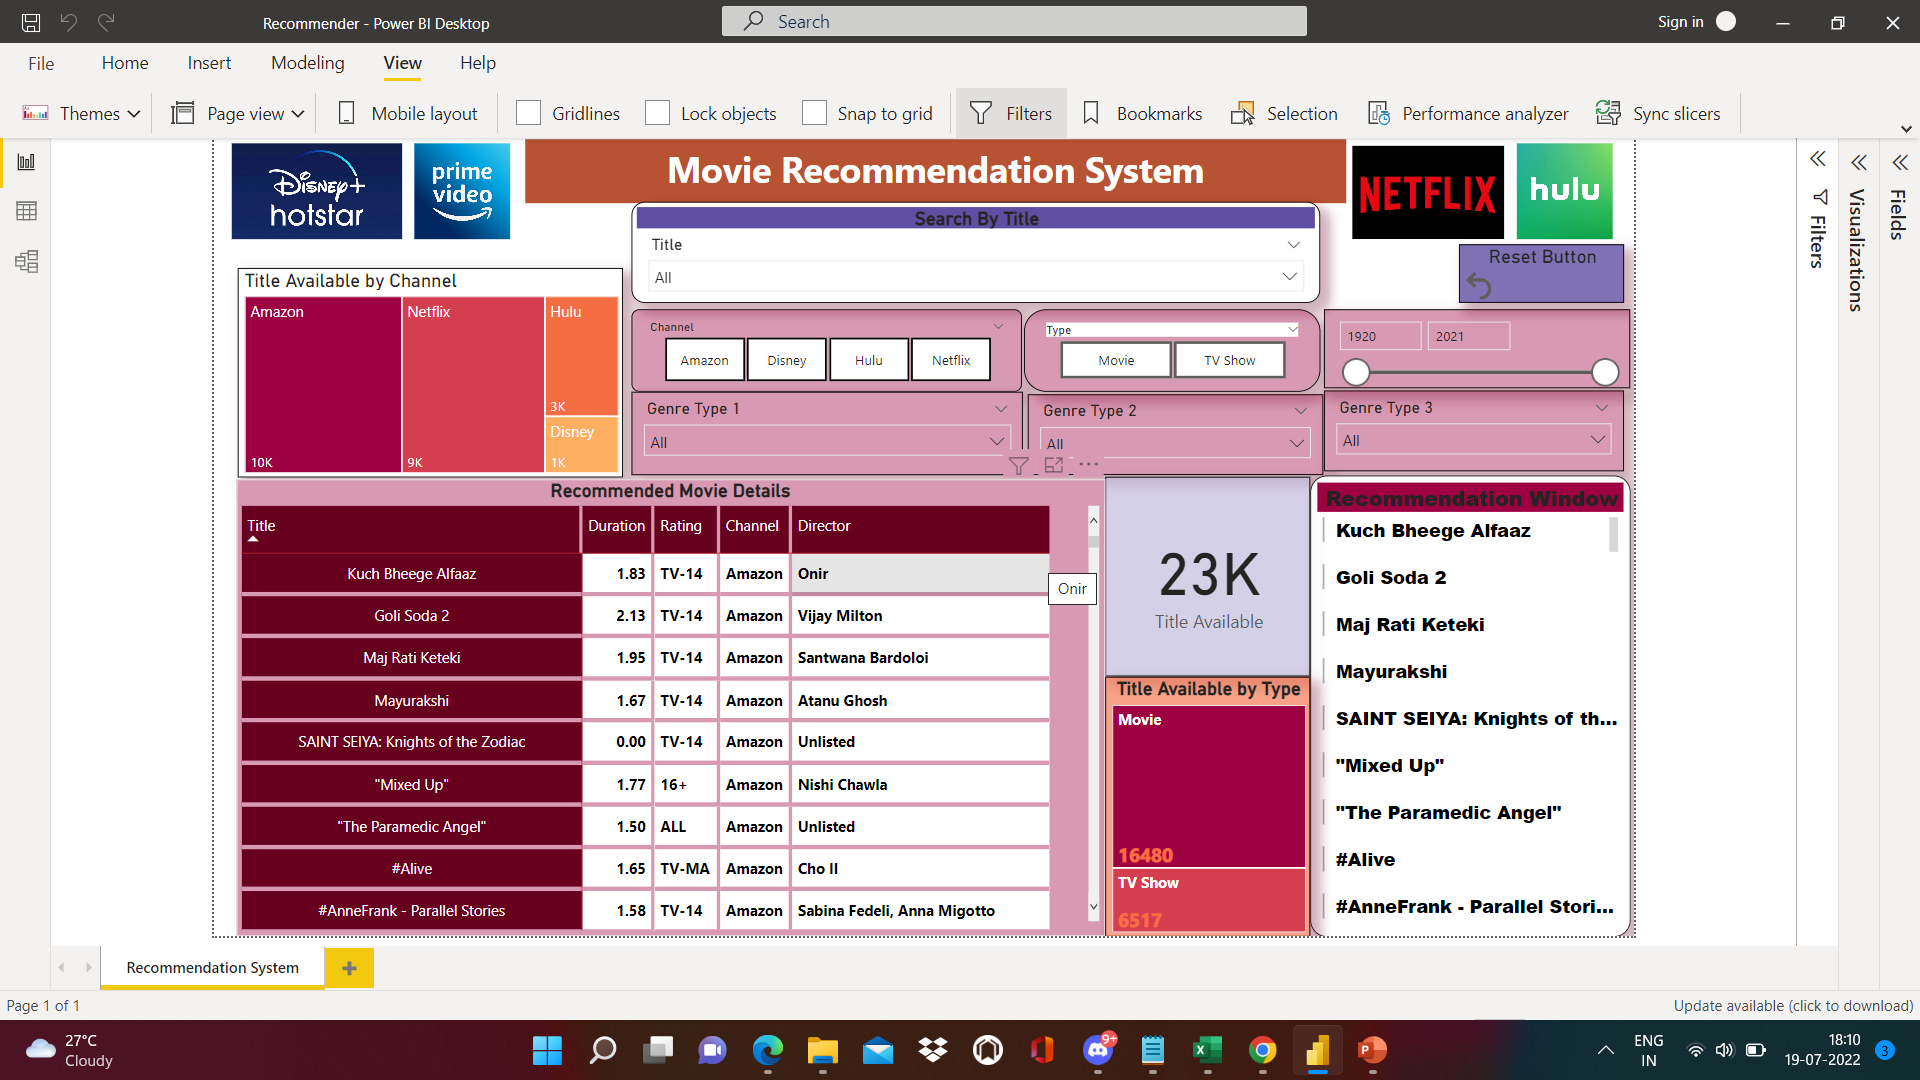 Recommender - Power BI Desktop
Search
Sign in
File Home Insert Modeling View Help
Themes Page view Mobile layout Gridlines Lock objects Snap to grid Filters Bookmarks Selection Performance analyzer Sync slicers
Disney+ hotstar
prime video
Movie Recommendation System
NETFLIX
hulu
Search By Title
Title
All
Reset Button
Title Available by Channel
Amazon
10K
Netflix
9K
Hulu
3K
Disney
1K
Channel
Amazon Disney Hulu Netflix
Type
Movie TV Show
1920 2021
Genre Type 1
All
Genre Type 2
All
Genre Type 3
All
Recommended Movie Details
Title Duration Rating Channel Director
Kuch Bheege Alfaaz 1.83 TV-14 Amazon Onir
Goli Soda 2 2.13 TV-14 Amazon Vijay Milton
Maj Rati Keteki 1.95 TV-14 Amazon Santwana Bardoloi
Mayurakshi 1.67 TV-14 Amazon Atanu Ghosh
SAINT SEIYA: Knights of the Zodiac 0.00 TV-14 Amazon Unlisted
"Mixed Up" 1.77 16+ Amazon Nishi Chawla
"The Paramedic Angel" 1.50 ALL Amazon Unlisted
#Alive 1.65 TV-MA Amazon Cho Il
#AnneFrank - Parallel Stories 1.58 TV-14 Amazon Sabina Fedeli, Anna Migotto
Onir
23K
Title Available
Title Available by Type
Movie
16480
TV Show
6517
Recommendation Window
Kuch Bheege Alfaaz
Goli Soda 2
Maj Rati Keteki
Mayurakshi
SAINT SEIYA: Knights of th...
"Mixed Up"
"The Paramedic Angel"
#Alive
#AnneFrank - Parallel Stori...
Filters
Visualizations
Fields
Recommendation System
Page 1 of 1
Update available (click to download)
27°C
Cloudy
9+
ENG
IN
18:10
19-07-2022
3